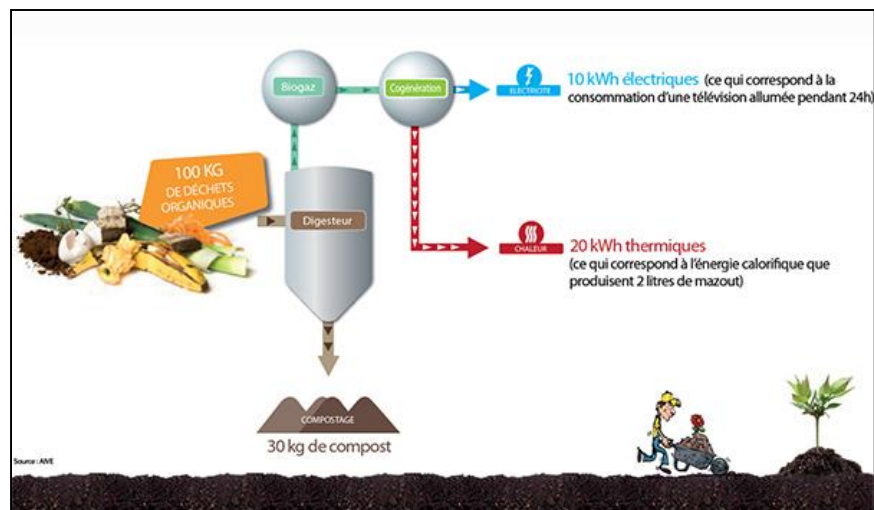 Biogaz
Cogénération
ELECTRICITE
10 kWh électriques (ce qui correspond à la
consommation d'une télévision allumée pendant 24h)
100 KG
DE DÉCHETS
ORGANIQUES
Digesteur
CHALEUR
20 kWh thermiques
(ce qui correspond à l'énergie calorifique que
produisent 2 litres de mazout)
COMPOSTAGE
30 kg de compost
Source : AIVE